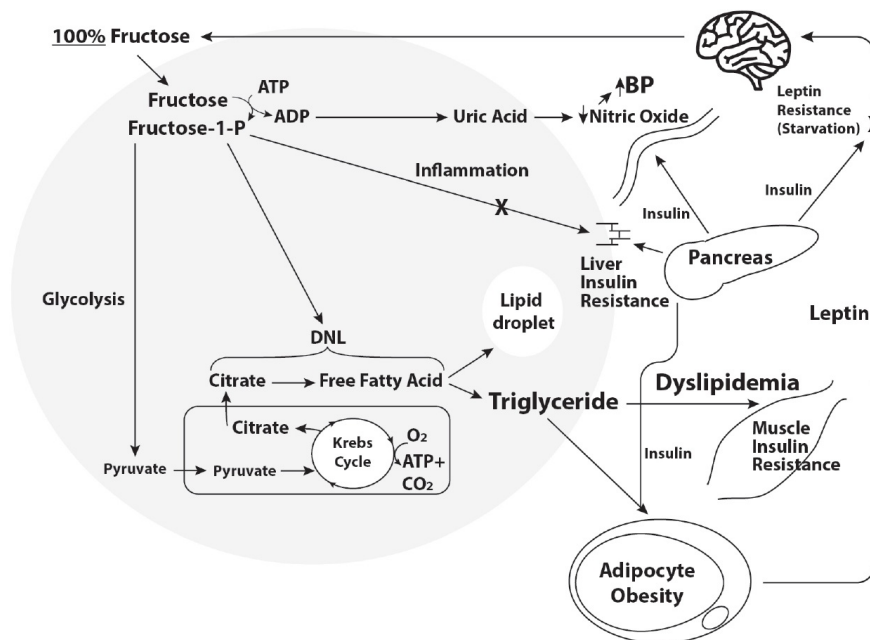 100% Fructose
Fructose
ATP
ADP
Fructose-1-P
Uric Acid
Nitric Oxide
BP
Leptin
Resistance
(Starvation)
Inflammation
X
Insulin
Insulin
Pancreas
Liver
Insulin
Resistance
Glycolysis
Lipid
droplet
Leptin
DNL
Citrate
Free Fatty Acid
Triglyceride
Dyslipidemia
Citrate
Krebs
Cycle
O2
ATP+
CO2
Muscle
Insulin
Resistance
Insulin
Pyruvate
Pyruvate
Adipocyte
Obesity